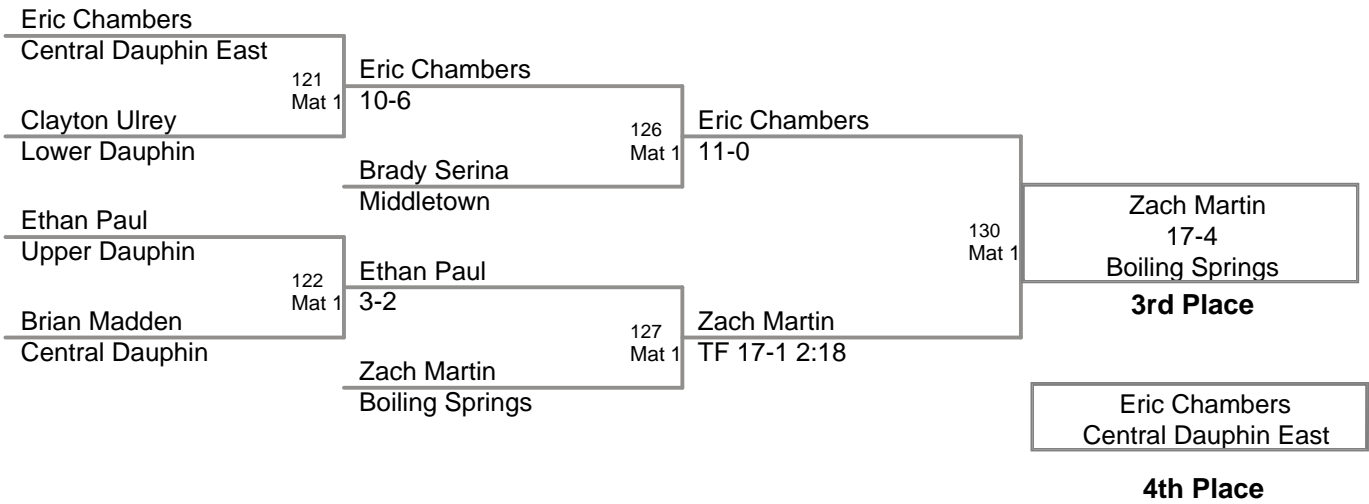 Eric Chambers
Central Dauphin East
121
Mat 1
Clayton Ulrey
Lower Dauphin
Ethan Paul
Upper Dauphin
122
Mat 1
Brian Madden
Central Dauphin
Eric Chambers
10-6
126
Mat 1
Brady Serina
Middletown
Ethan Paul
3-2
127
Mat 1
Zach Martin
Boiling Springs
Eric Chambers
11-0
130
Mat 1
Zach Martin
TF 17-1 2:18
Zach Martin
17-4
Boiling Springs
3rd Place
Eric Chambers
Central Dauphin East
4th Place